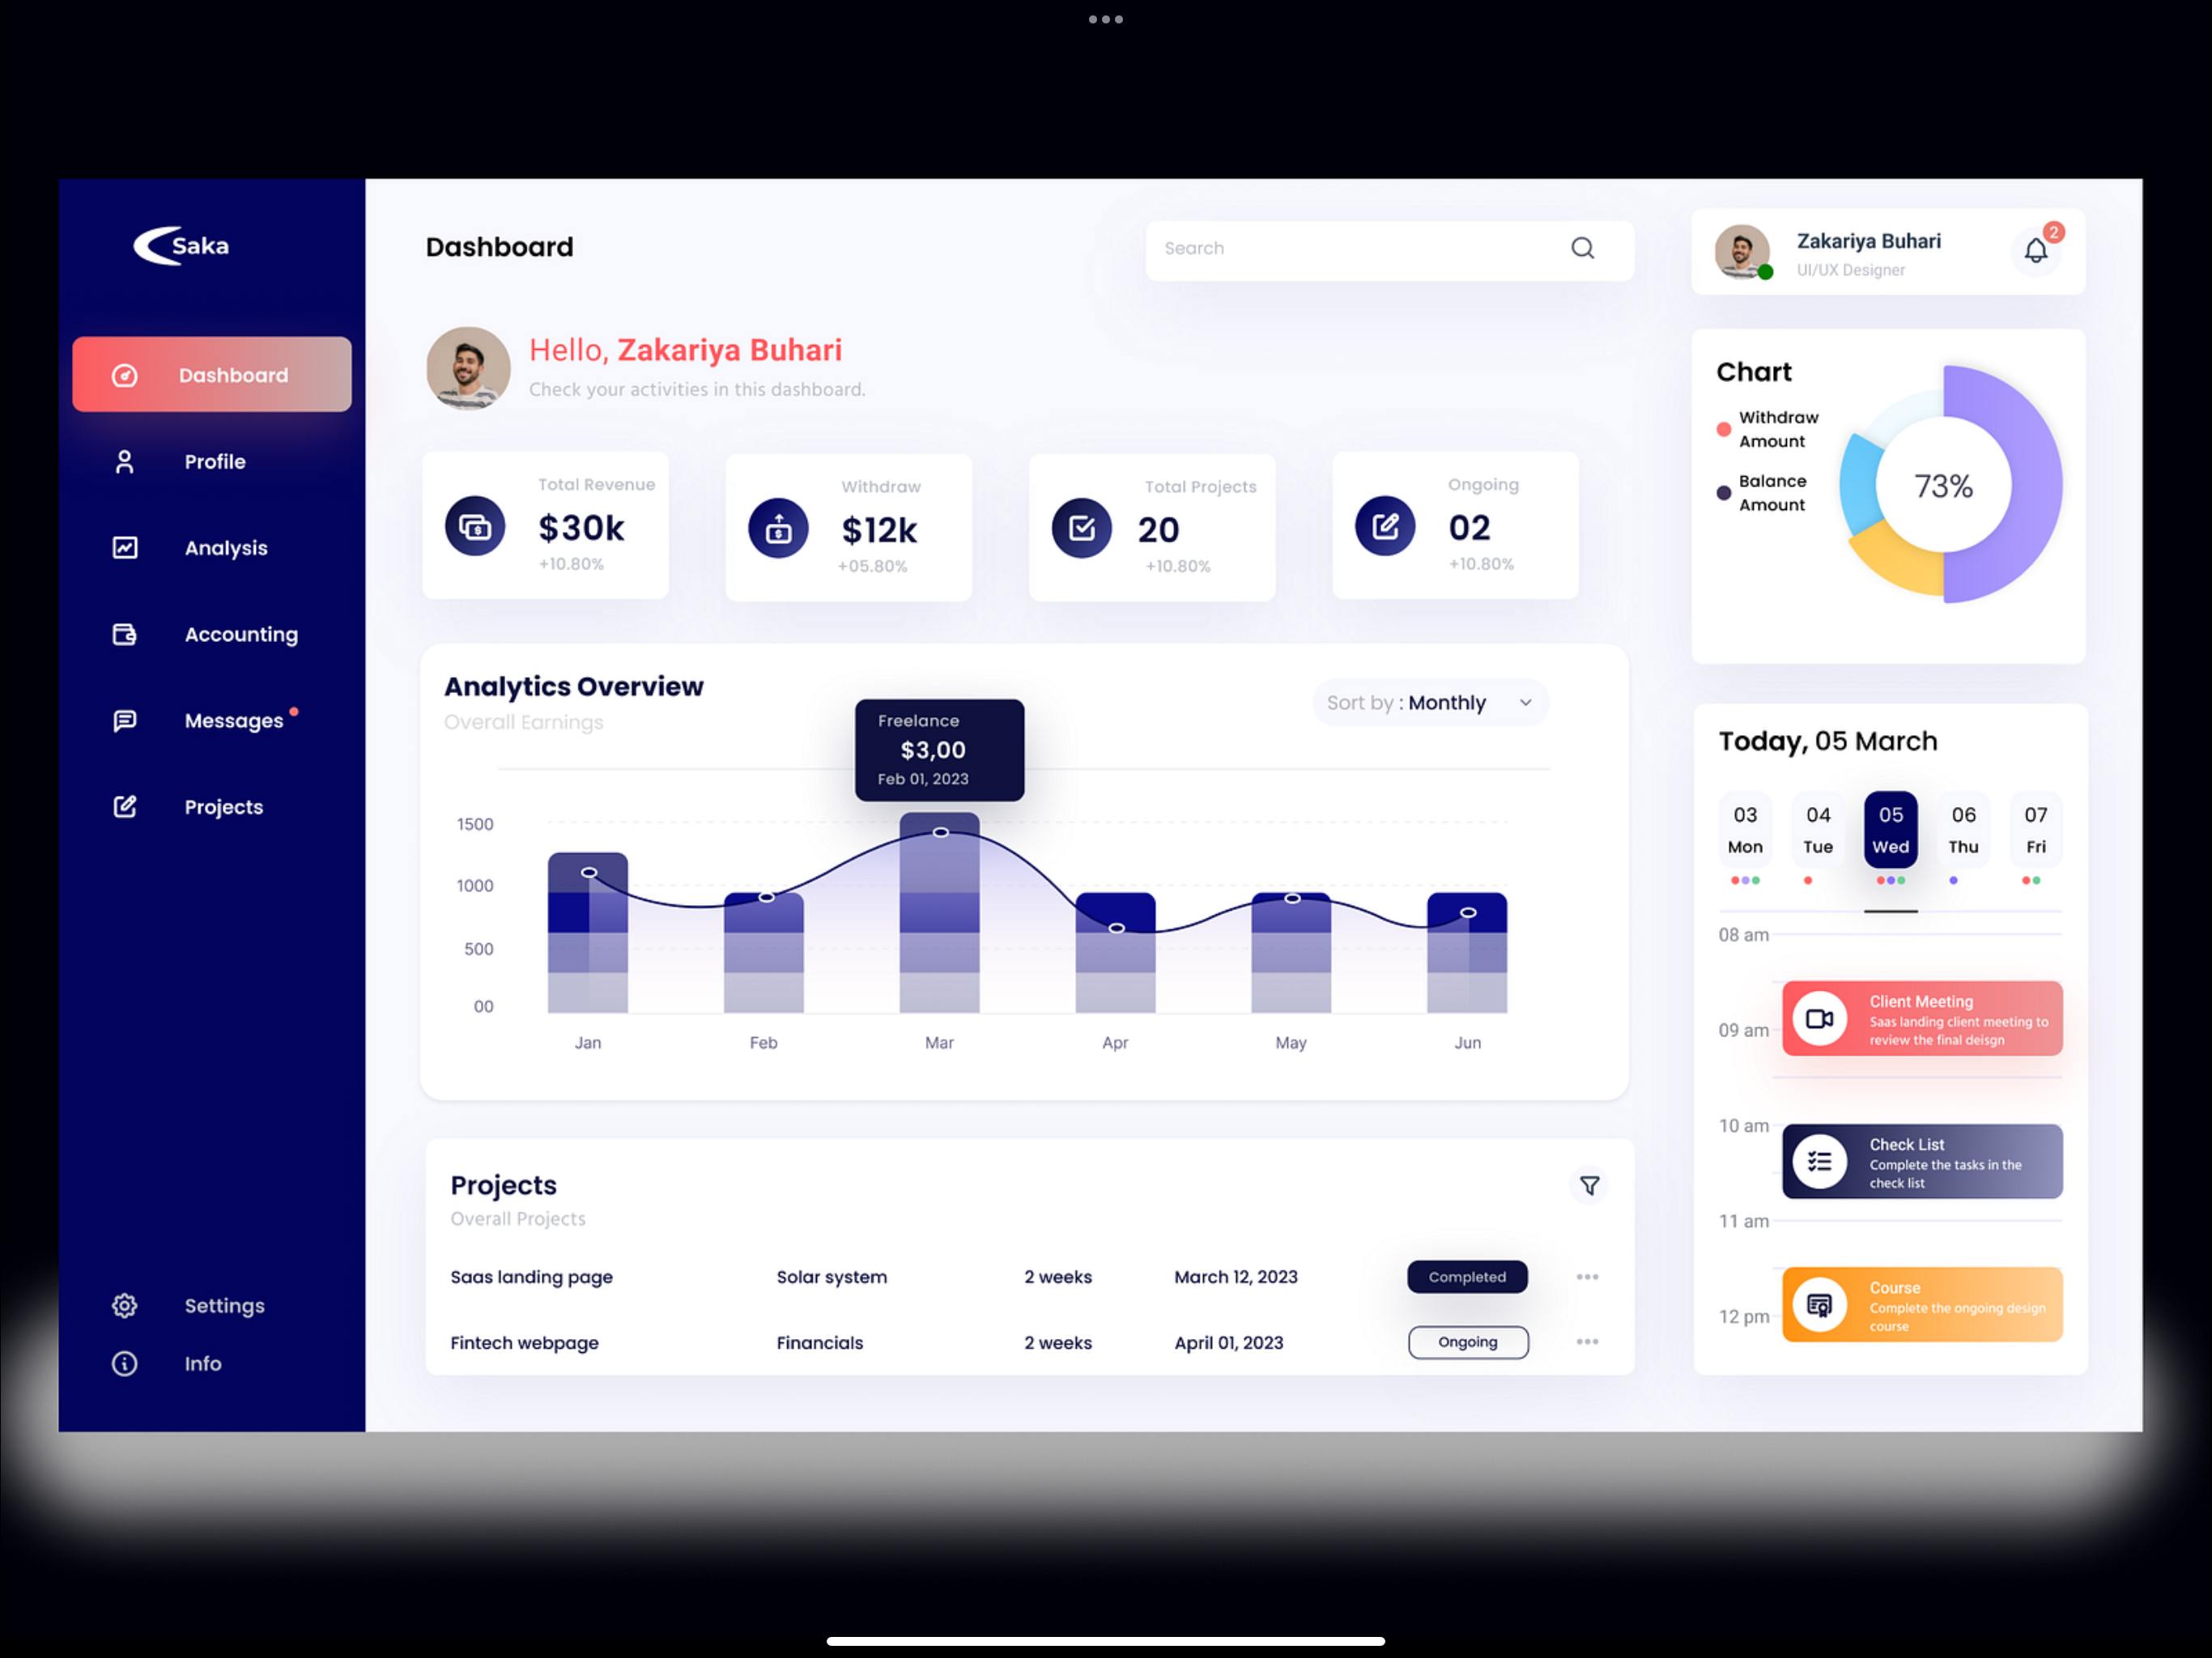 Saka
Dashboard
Profile
Analysis
Accounting
Messages
Projects
Settings
Info
Dashboard
Search
Hello, Zakariya Buhari
Check your activities in this dashboard.
Total Revenue
$30k
+10.80%
Withdraw
$12k
+05.80%
Total Projects
20
+10.80%
Ongoing
02
+10.80%
Analytics Overview
Overall Earnings
Sort by : Monthly
Freelance
$3,00
Feb 01, 2023
1500
1000
500
00
Jan Feb Mar Apr May Jun
Projects
Overall Projects
Saas landing page Solar system 2 weeks March 12, 2023 Completed
Fintech webpage Financials 2 weeks April 01, 2023 Ongoing
Zakariya Buhari
UI/UX Designer
2
Chart
Withdraw
Amount
Balance
Amount
73%
Today, 05 March
03 04 05 06 07
Mon Tue Wed Thu Fri
08 am
Client Meeting
Saas landing client meeting to
review the final deisgn
09 am
10 am
Check List
Complete the tasks in the
check list
11 am
Course
Complete the ongoing design
course
12 pm